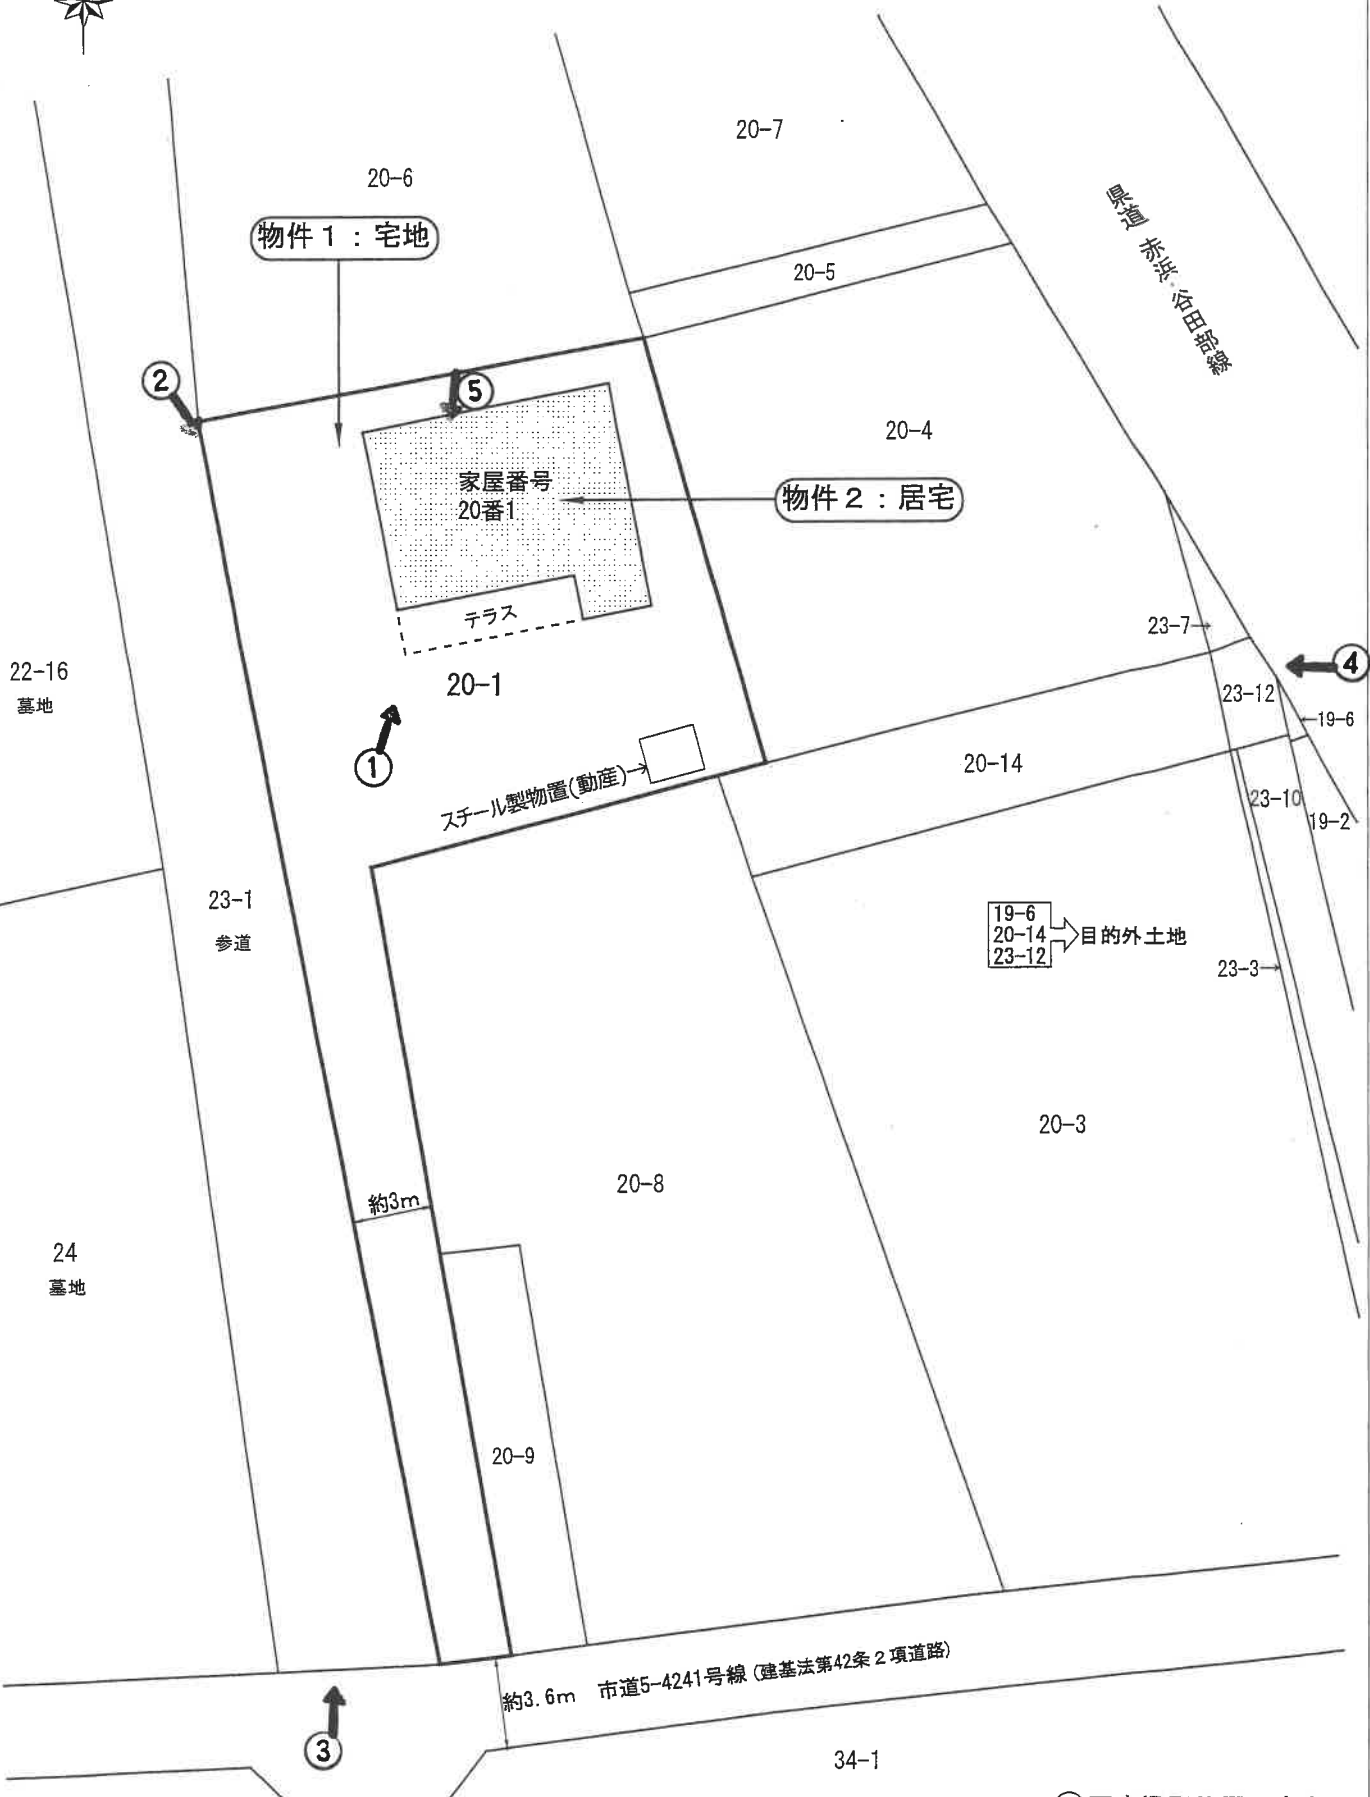 20-7
20-6
物件１：宅地
県道 赤浜・谷田部線
20-5
②
⑤
20-4
家屋番号
20番1
物件２：居宅
テラス
23-7→
④
22-16
墓地
20-1
23-12
←19-6
①
スチール製物置(動産)→
20-14
23-10
19-2
23-1
参道
19-6
20-14
23-12
目的外土地
23-3→
20-3
20-8
約3m
24
墓地
20-9
約3.6m 市道5-4241号線(建基法第42条２項道路)
③
34-1